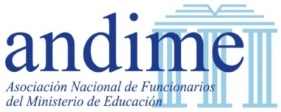 andime
Asociación Nacional de Funcionarios
del Ministerio de Educación